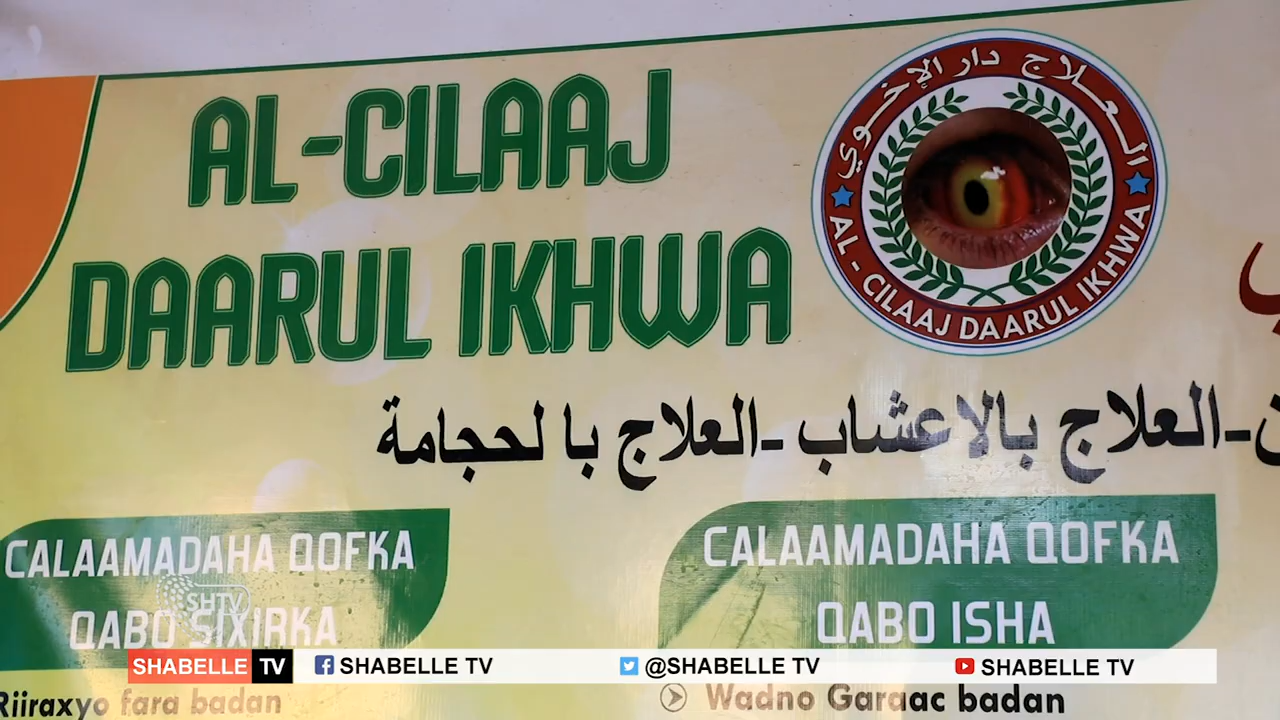 AL-CILAAJ
DAARUL IKHWA
العلاج دار الإخوي
AL - CILAAJ DAARUL IKHWA
العلاج بالاعشاب -العلاج با لحجامة-
CALAAMADAHA QOFKA
QABO SIXIRKA
CALAAMADAHA QOFKA
QABO ISHA
SHTV
SHABELLE TV
SHABELLE TV
@SHABELLE TV
SHABELLE TV
Riiraxyo fara badan
Wadno Garaac badan